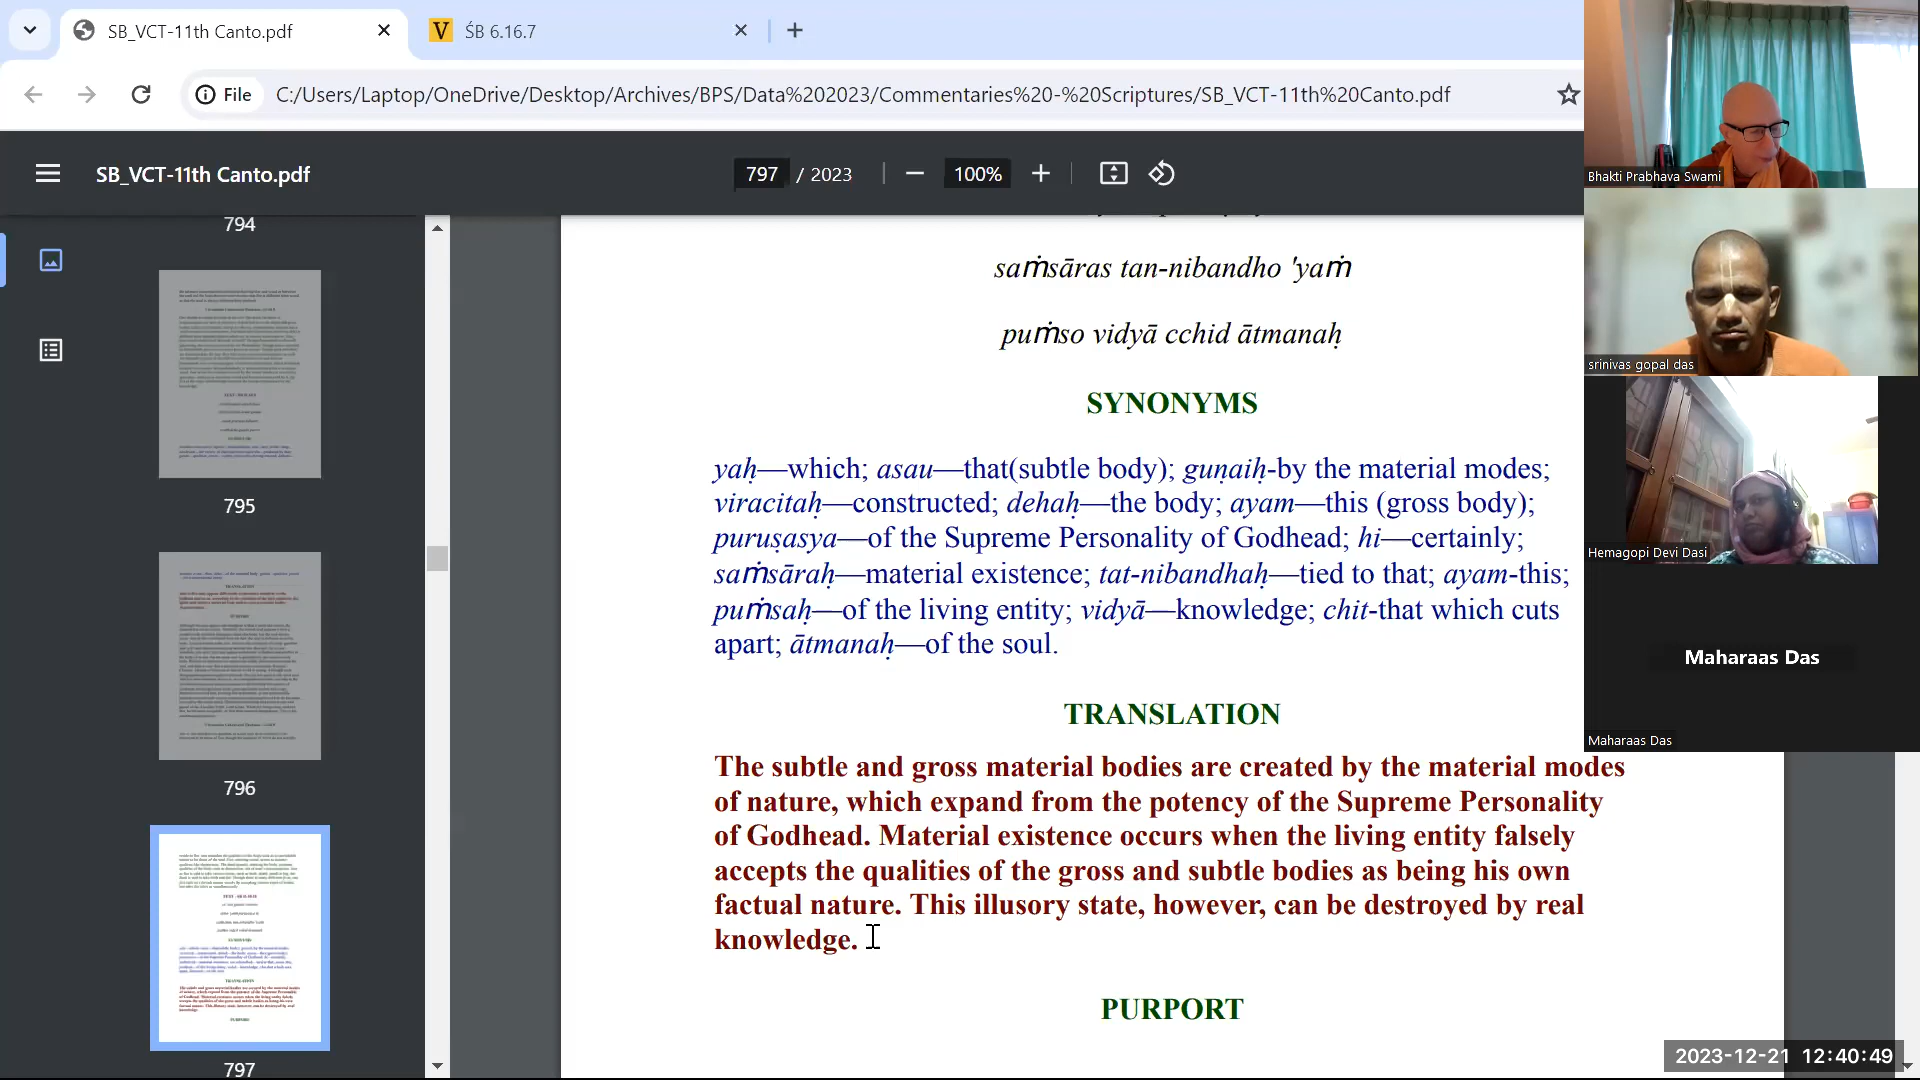 SB_VCT-11th Canto.pdf
V ŚB 6.16.7
File C:/Users/Laptop/OneDrive/Desktop/Archives/BPS/Data%202023/Commentaries%20-%20Scriptures/SB_VCT-11th%20Canto.pdf
SB_VCT-11th Canto.pdf
797 / 2023
100%
794
795
796
797
saṁsāras tan-nibandho 'yaṁ
puṁso vidyā cchid ātmanaḥ
SYNONYMS
yaḥ—which; asau—that(subtle body); guṇaiḥ-by the material modes;
viracitaḥ—constructed; dehaḥ—the body; ayam—this (gross body);
puruṣasya—of the Supreme Personality of Godhead; hi—certainly;
saṁsāraḥ—material existence; tat-nibandhaḥ—tied to that; ayam-this;
puṁsaḥ—of the living entity; vidyā—knowledge; chit-that which cuts
apart; ātmanaḥ—of the soul.
TRANSLATION
The subtle and gross material bodies are created by the material modes
of nature, which expand from the potency of the Supreme Personality
of Godhead. Material existence occurs when the living entity falsely
accepts the qualities of the gross and subtle bodies as being his own
factual nature. This illusory state, however, can be destroyed by real
knowledge.
PURPORT
Bhakti Prabhava Swami
srinivas gopal das
Hemagopi Devi Dasi
Maharaas Das
Maharaas Das
2023-12-21 12:40:49